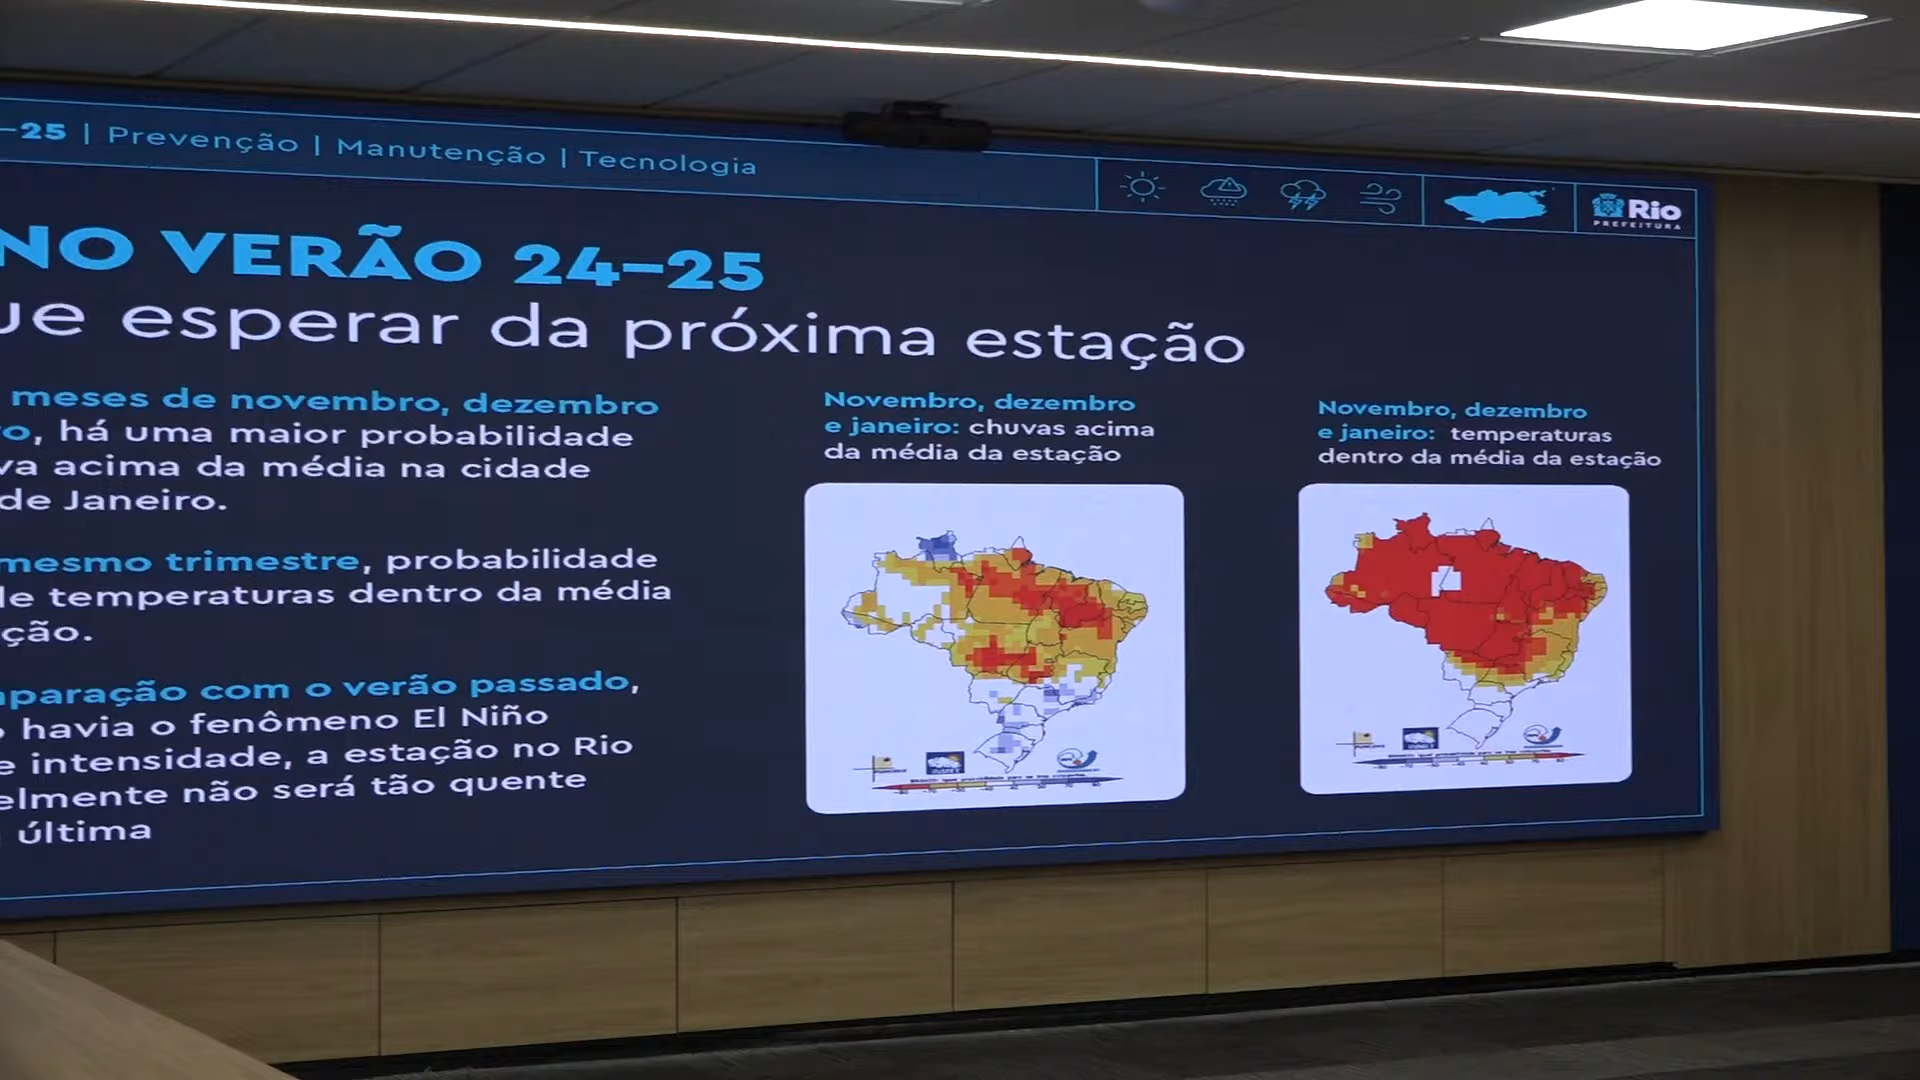 -25 | Prevenção | Manutenção | Tecnologia
Rio
PREFEITURA
NO VERÃO 24-25
ue esperar da próxima estação
meses de novembro, dezembro
ro, há uma maior probabilidade
va acima da média na cidade
de Janeiro.
mesmo trimestre, probabilidade
de temperaturas dentro da média
ção.
paração com o verão passado,
havia o fenômeno El Niño
e intensidade, a estação no Rio
elmente não será tão quente
última
Novembro, dezembro
e janeiro: chuvas acima
da média da estação
Novembro, dezembro
e janeiro: temperaturas
dentro da média da estação